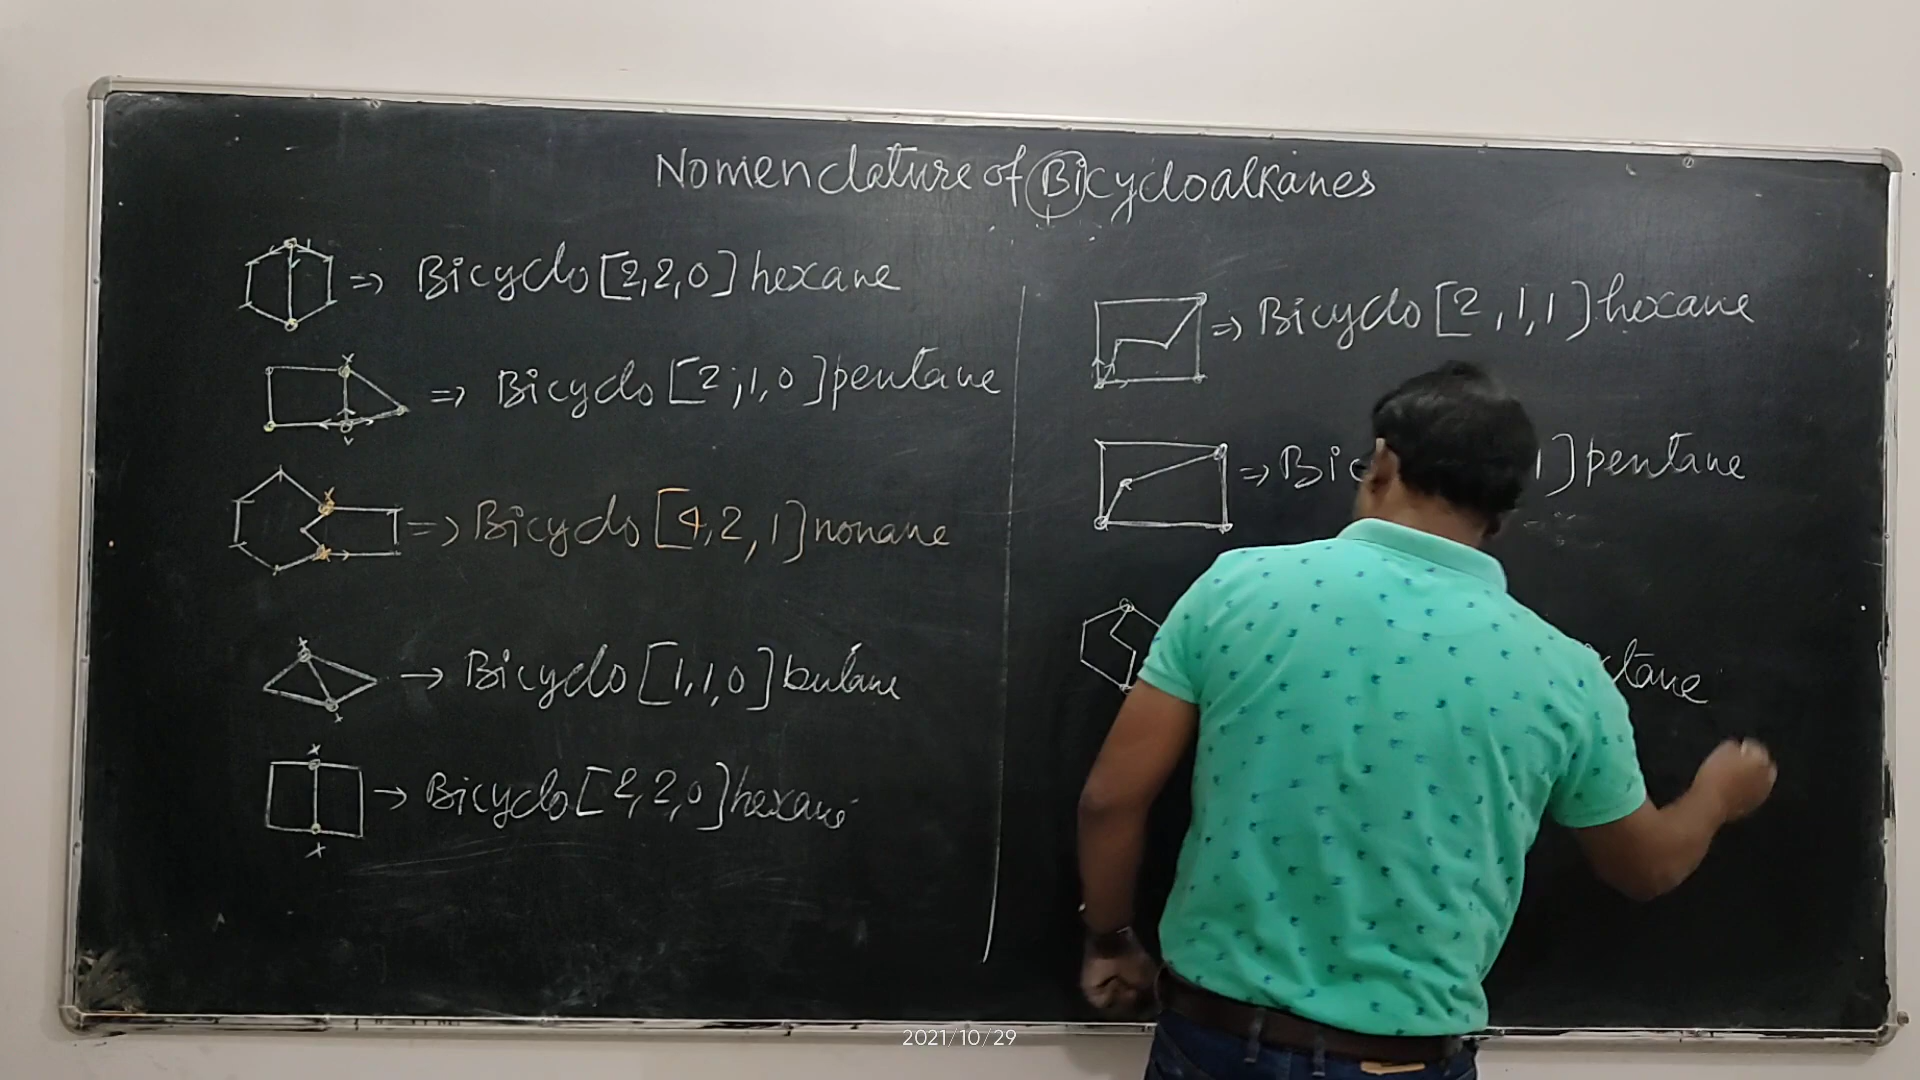 Nomenclature of Bicycloalkanes
=> Bicyclo [2,2,0] hexane
=> Bicyclo [2,1,0] pentane
=> Bicyclo [4,2,1] nonane
→ Bicyclo [1,1,0] butane
→ Bicyclo [2,2,0] hexane
=> Bicyclo [2,1,1] hexane
=> Bic 1] pentane
ctane
2021/10/29